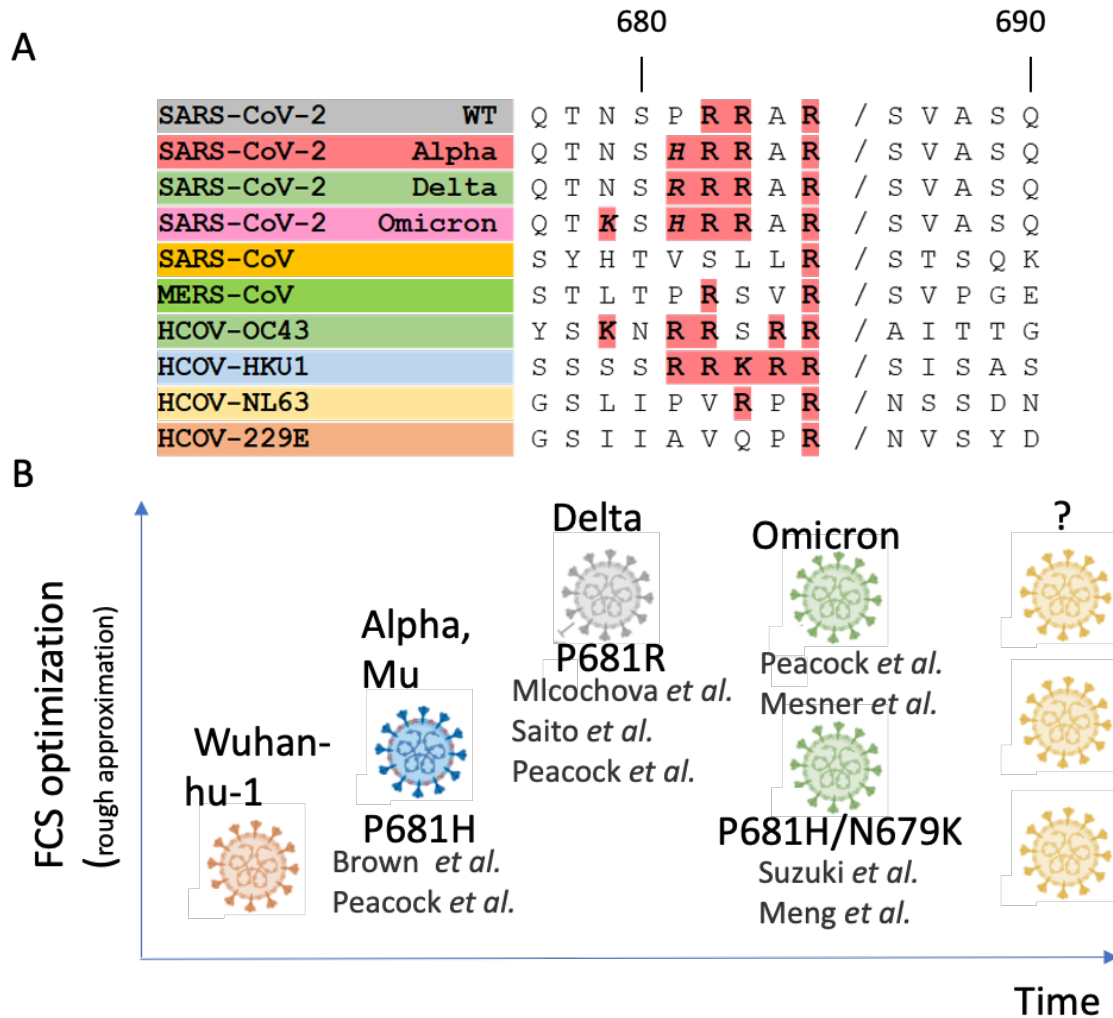 680 690
A
SARS-CoV-2 WT Q T N S P R R A R / S V A S Q
SARS-CoV-2 Alpha Q T N S H R R A R / S V A S Q
SARS-CoV-2 Delta Q T N S R R R A R / S V A S Q
SARS-CoV-2 Omicron Q T K S H R R A R / S V A S Q
SARS-CoV S Y H T V S L L R / S T S Q K
MERS-CoV S T L T P R S V R / S V P G E
HCOV-OC43 Y S K N R R S R R / A I T T G
HCOV-HKU1 S S S S R R K R R / S I S A S
HCOV-NL63 G S L I P V R P R / N S S D N
HCOV-229E G S I I A V Q P R / N V S Y D
B
FCS optimization
(rough approximation)
Wuhan-
hu-1
Alpha,
Mu
P681H
Brown et al.
Peacock et al.
Delta
P681R
Mlcochova et al.
Saito et al.
Peacock et al.
Omicron
Peacock et al.
Mesner et al.
P681H/N679K
Suzuki et al.
Meng et al.
?
Time